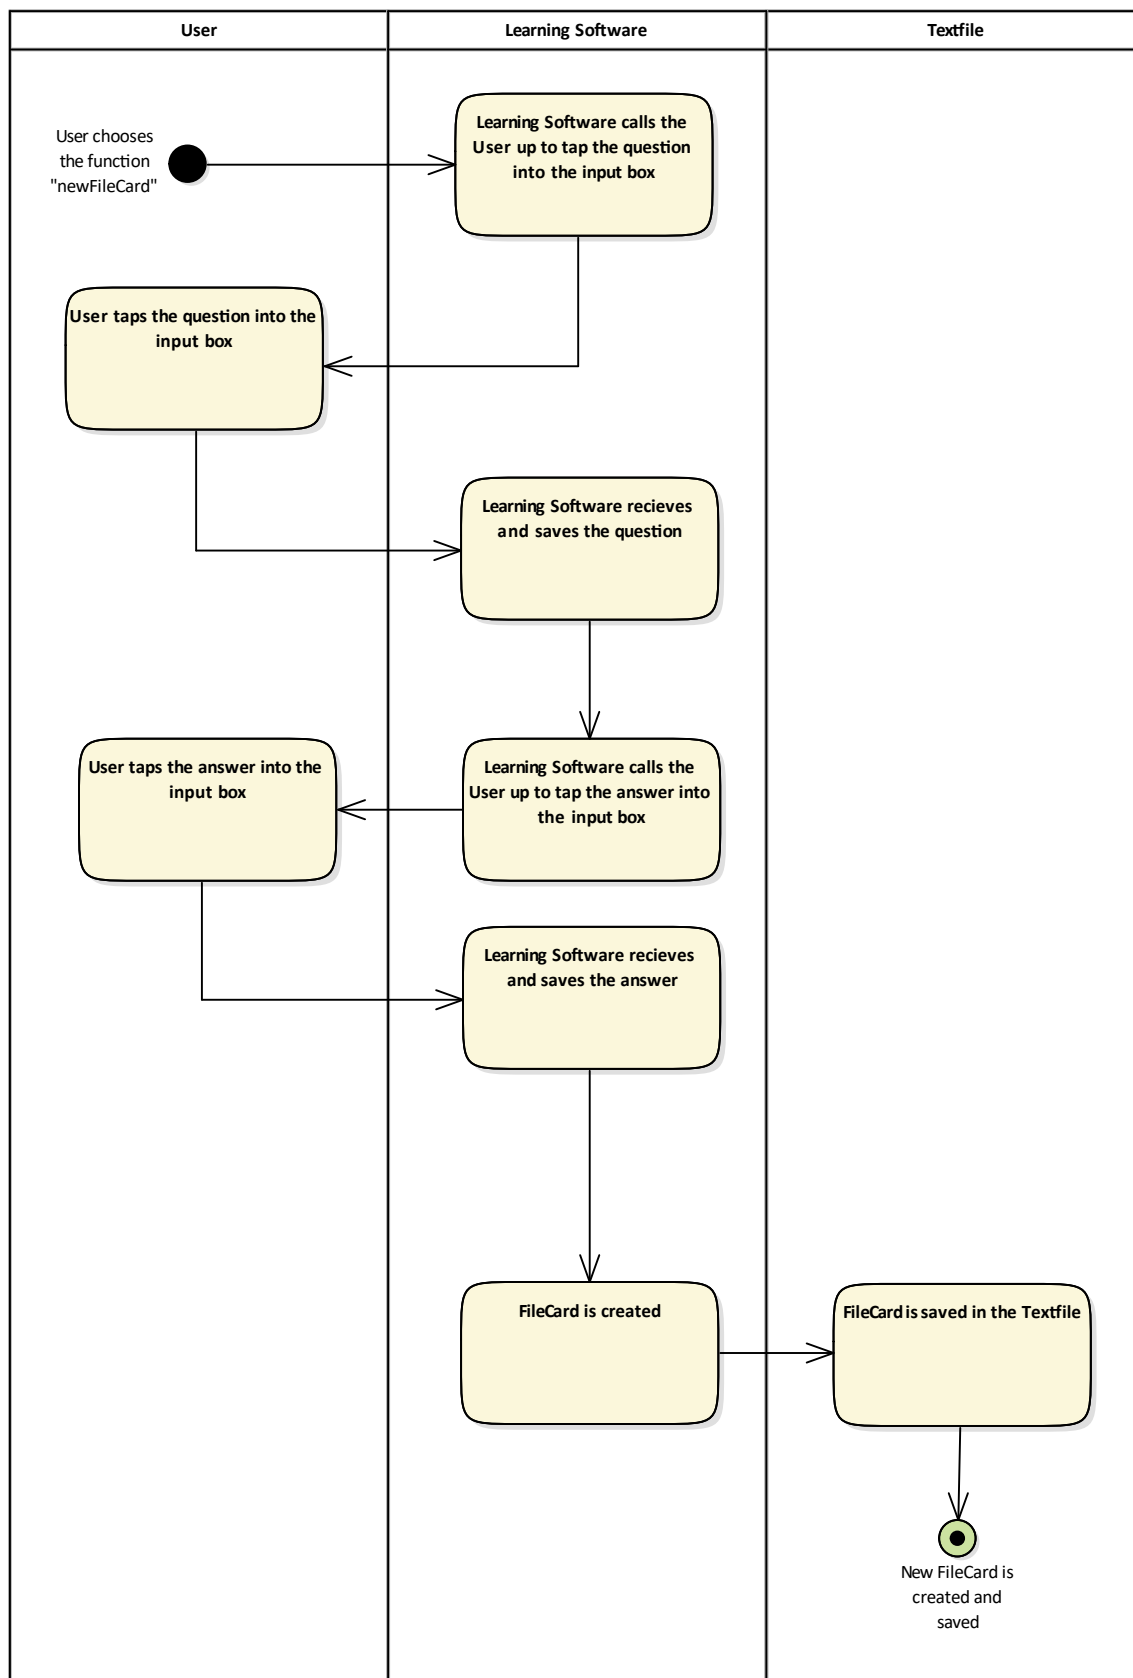 User
Learning Software
Textfile
User chooses
the function
"newFileCard"
Learning Software calls the
User up to tap the question
into the input box
User taps the question into the
input box
Learning Software recieves
and saves the question
User taps the answer into the
input box
Learning Software calls the
User up to tap the answer into
the input box
Learning Software recieves
and saves the answer
FileCard is created
FileCard is saved in the Textfile
New FileCard is
created and
saved